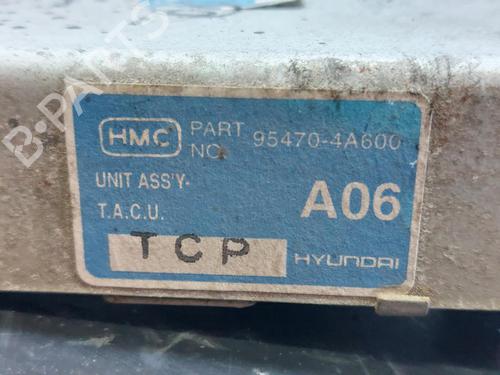 B-PARTS
HMC PART NO. 95470-4A600
UNIT ASS'Y.
T.A.C.U.
A06
TCP
HYUNDAI